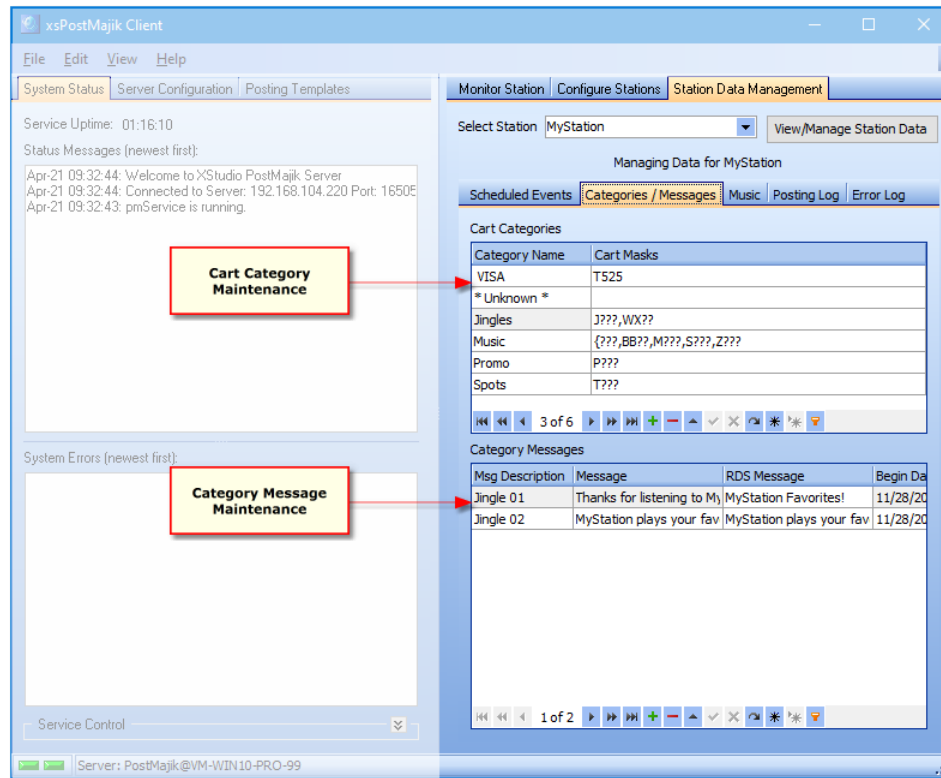 xsPostMajik Client
File Edit View Help
System Status Server Configuration Posting Templates
Service Uptime: 01:16:10
Status Messages (newest first):
Apr-21 09:32:44: Welcome to XStudio PostMajik Server
Apr-21 09:32:44: Connected to Server: 192.168.104.220 Port: 16505
Apr-21 09:32:43: pmService is running.
Cart Category
Maintenance
System Errors (newest first):
Category Message
Maintenance
Service Control
Monitor Station Configure Stations Station Data Management
Select Station MyStation View/Manage Station Data
Managing Data for MyStation
Scheduled Events Categories / Messages Music Posting Log Error Log
Cart Categories
Category Name Cart Masks
VISA T525
* Unknown *
Jingles J???,WX??
Music {???,BB??,M???,S???,Z???
Promo P???
Spots T???
3 of 6
Category Messages
Msg Description Message RDS Message Begin Da
Jingle 01 Thanks for listening to My MyStation Favorites! 11/28/20
Jingle 02 MyStation plays your fav MyStation plays your fav 11/28/20
1 of 2
Server: PostMajik@VM-WIN10-PRO-99